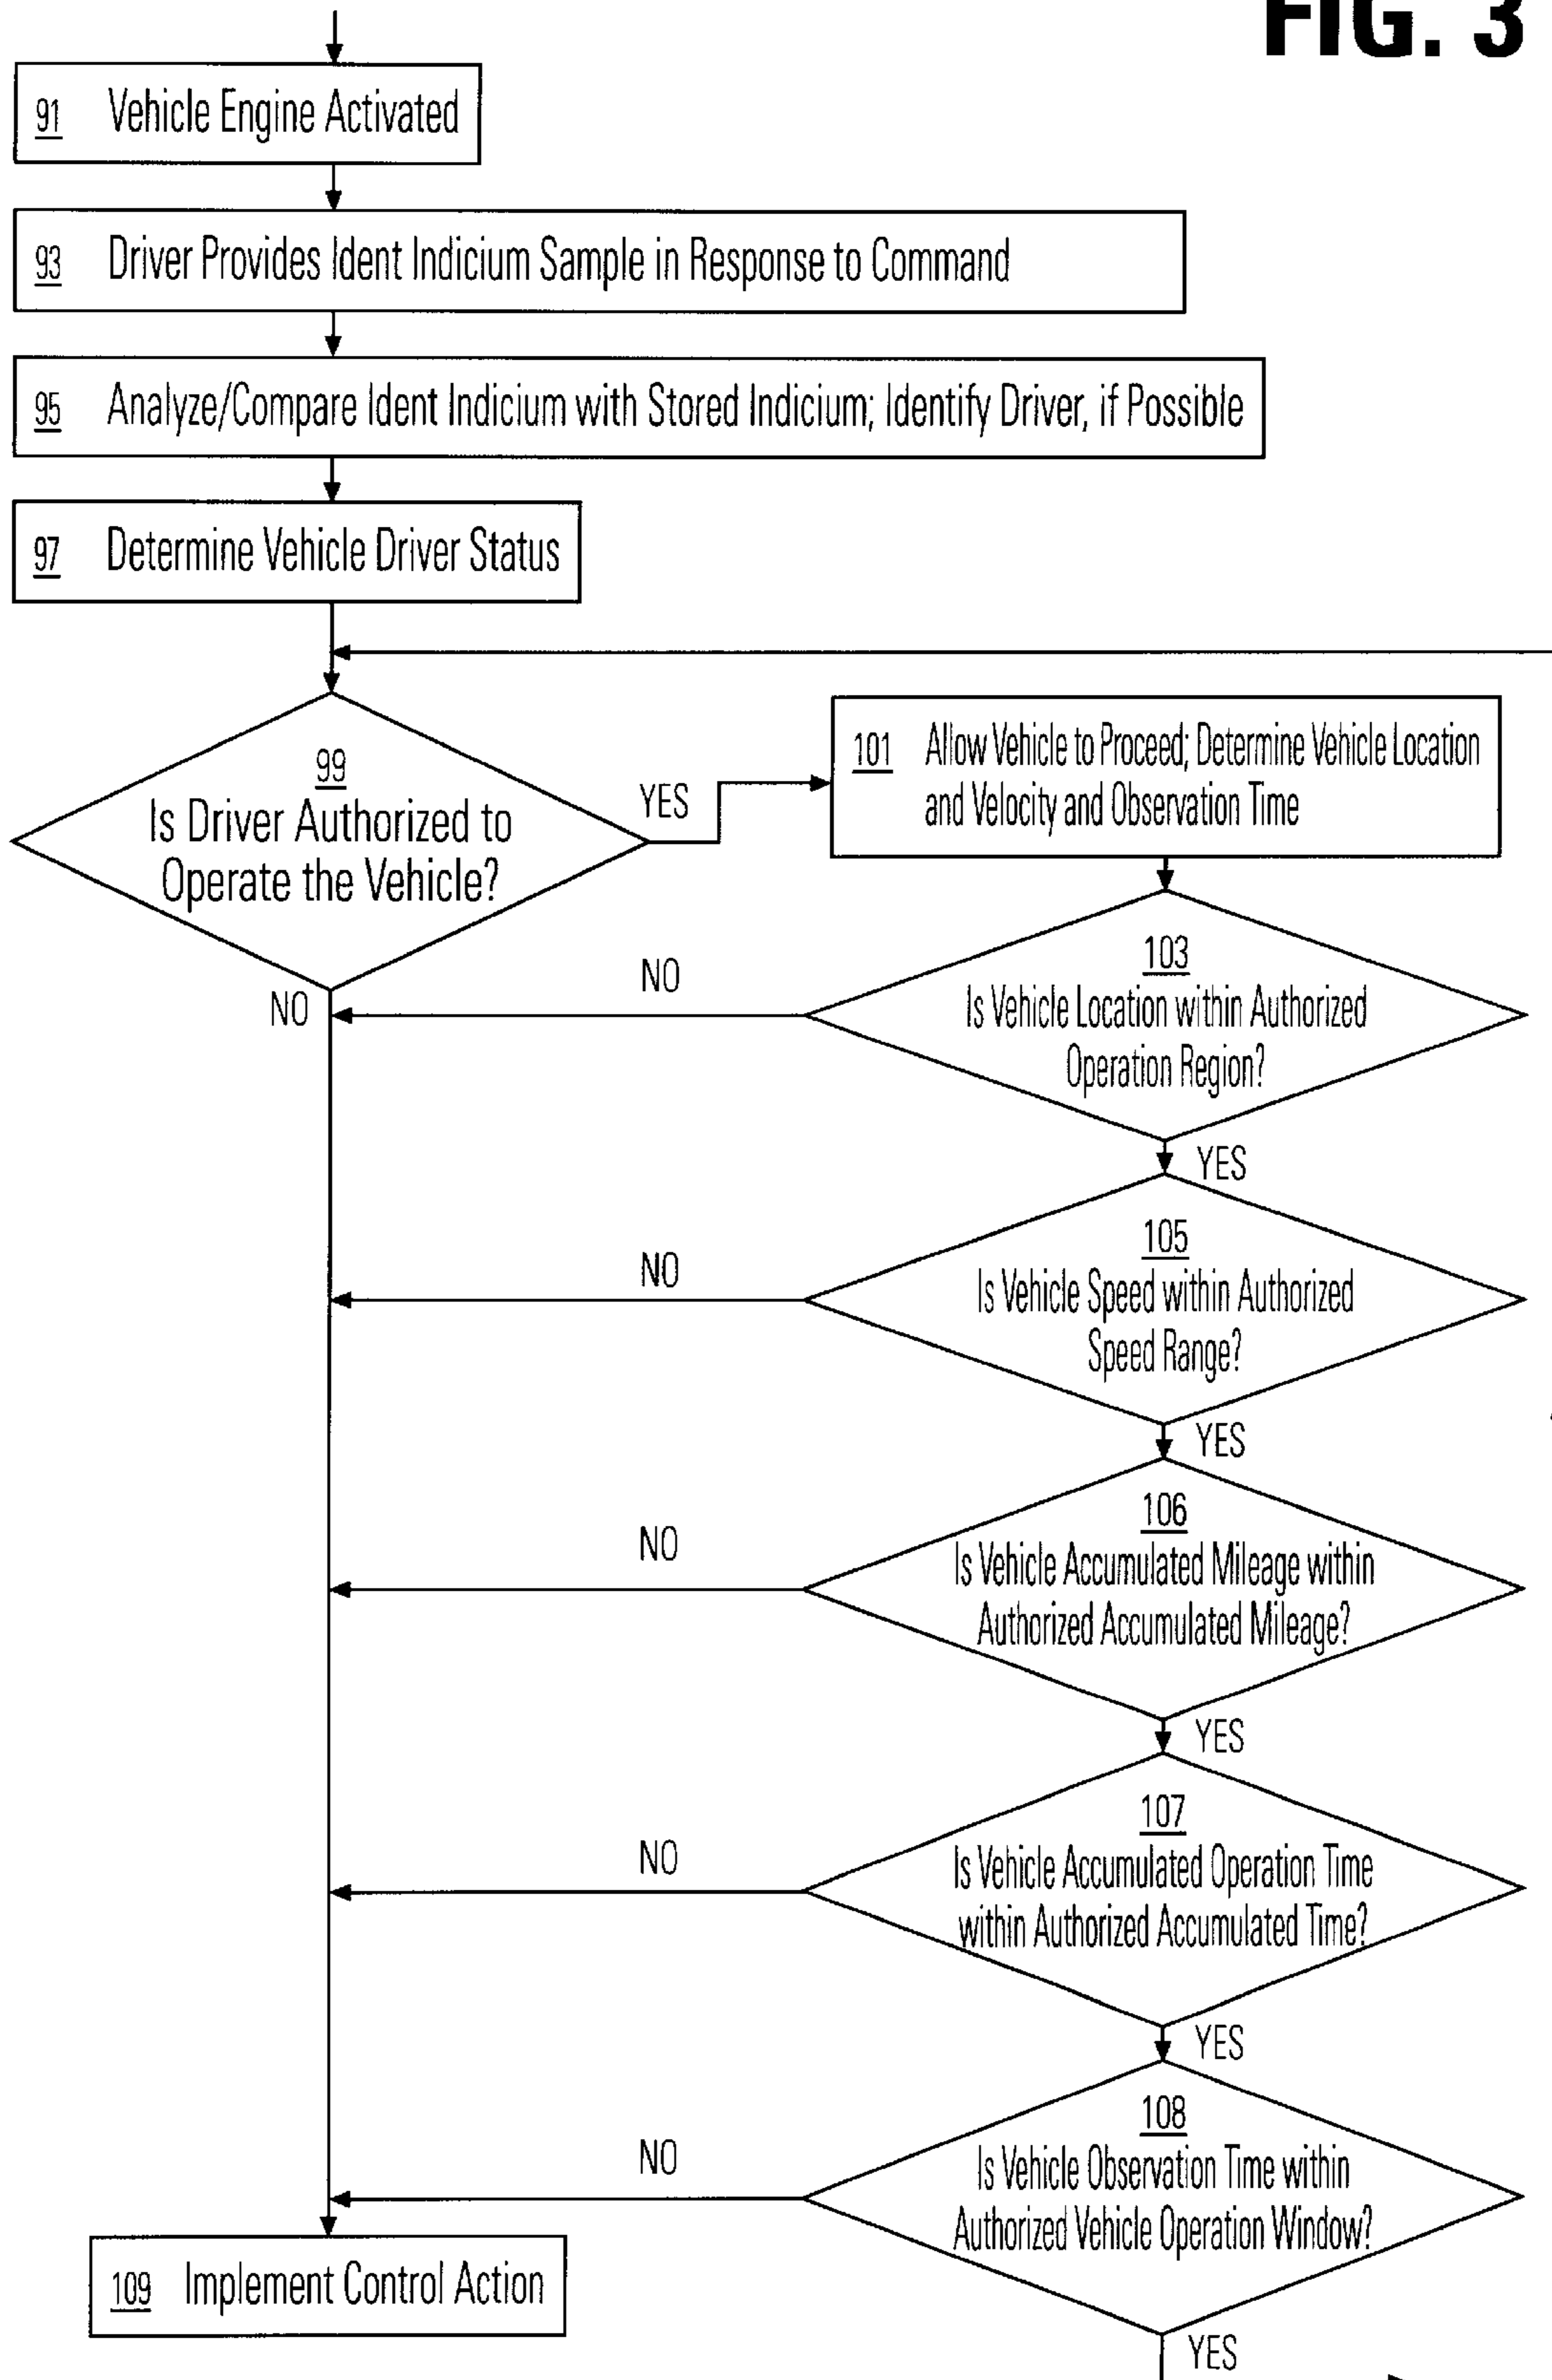 FIG. 3
91 Vehicle Engine Activated
93 Driver Provides Ident Indicium Sample in Response to Command
95 Analyze/Compare Ident Indicium with Stored Indicium; Identify Driver, if Possible
97 Determine Vehicle Driver Status
99
Is Driver Authorized to
Operate the Vehicle?
YES
NO
101 Allow Vehicle to Proceed; Determine Vehicle Location
and Velocity and Observation Time
103
Is Vehicle Location within Authorized
Operation Region?
NO
YES
105
Is Vehicle Speed within Authorized
Speed Range?
NO
YES
106
Is Vehicle Accumulated Mileage within
Authorized Accumulated Mileage?
NO
YES
107
Is Vehicle Accumulated Operation Time
within Authorized Accumulated Time?
NO
YES
108
Is Vehicle Observation Time within
Authorized Vehicle Operation Window?
NO
YES
109 Implement Control Action